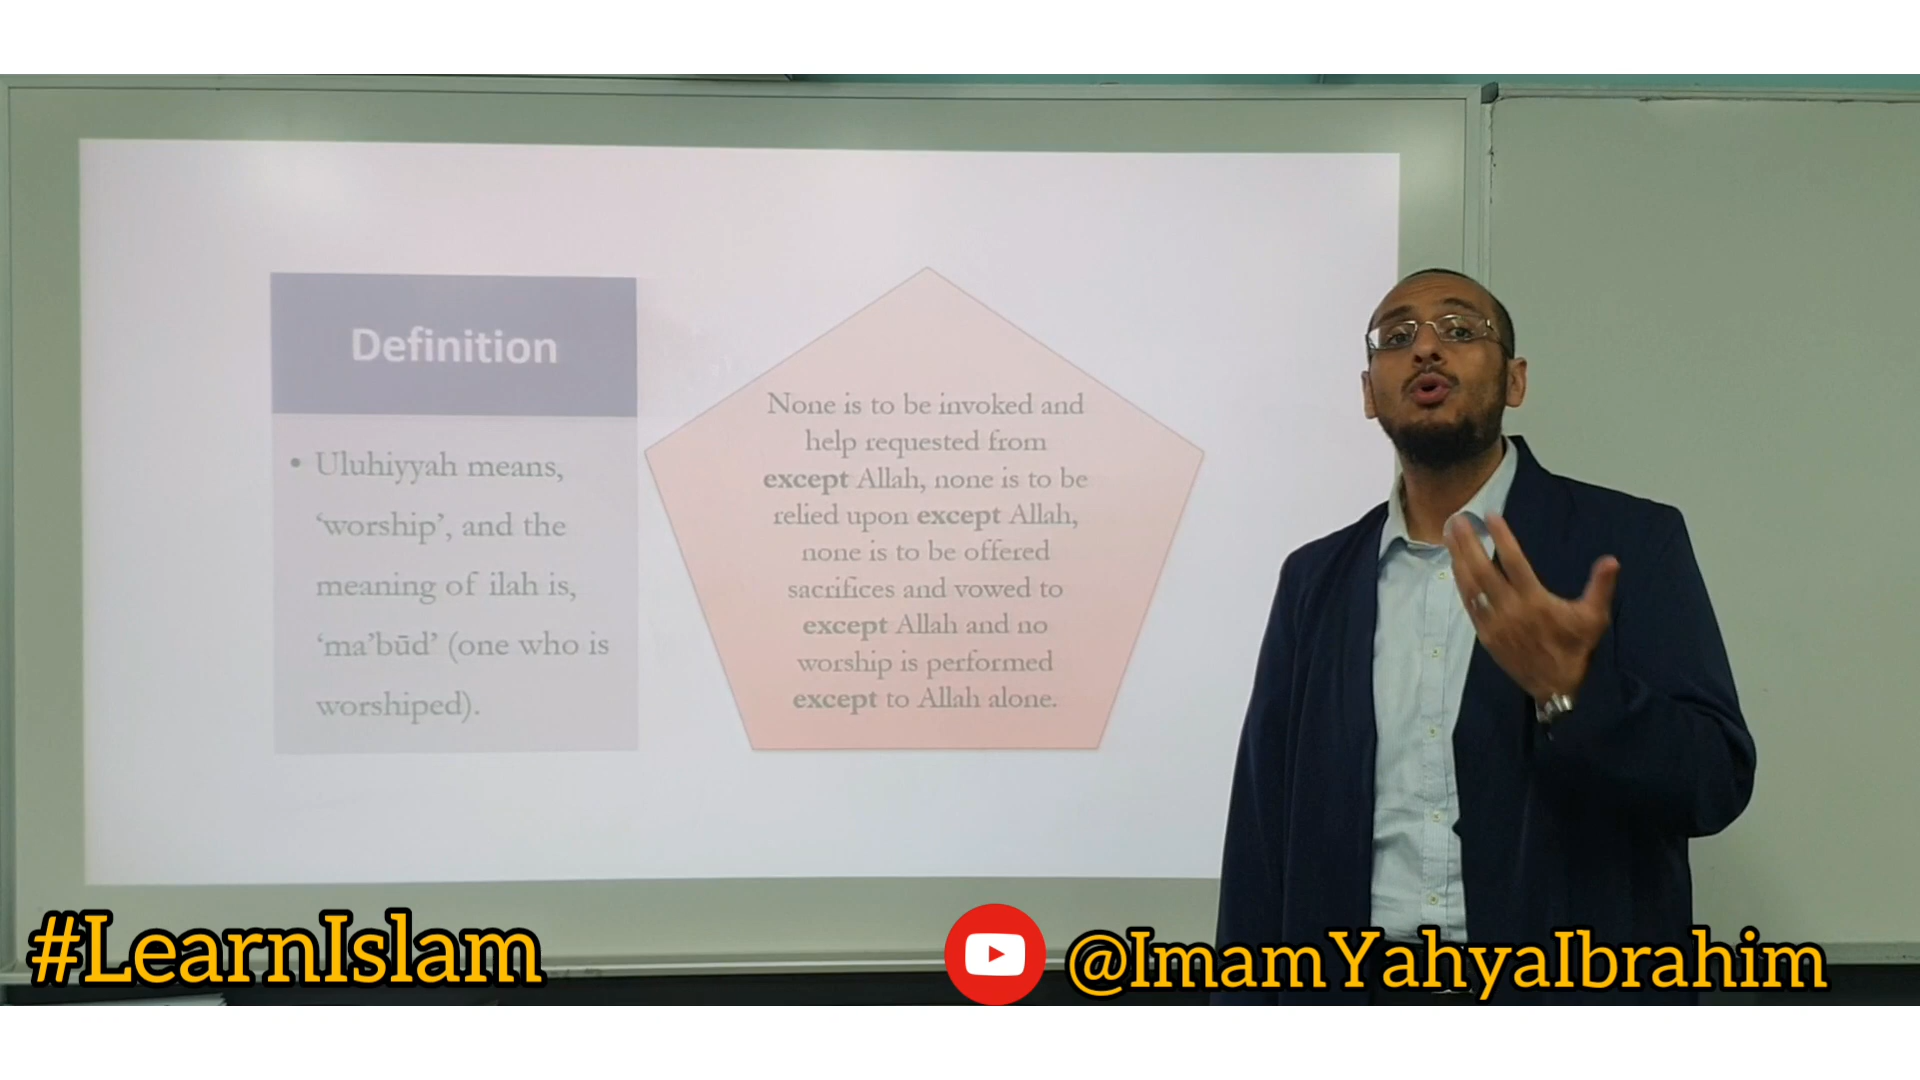 Definition
• Uluhiyyah means,
‘worship’, and the
meaning of ilah is,
‘ma’būd’ (one who is
worshiped).
None is to be invoked and
help requested from
except Allah, none is to be
relied upon except Allah,
none is to be offered
sacrifices and vowed to
except Allah and no
worship is performed
except to Allah alone.
#LearnIslam
@ImamYahyaIbrahim